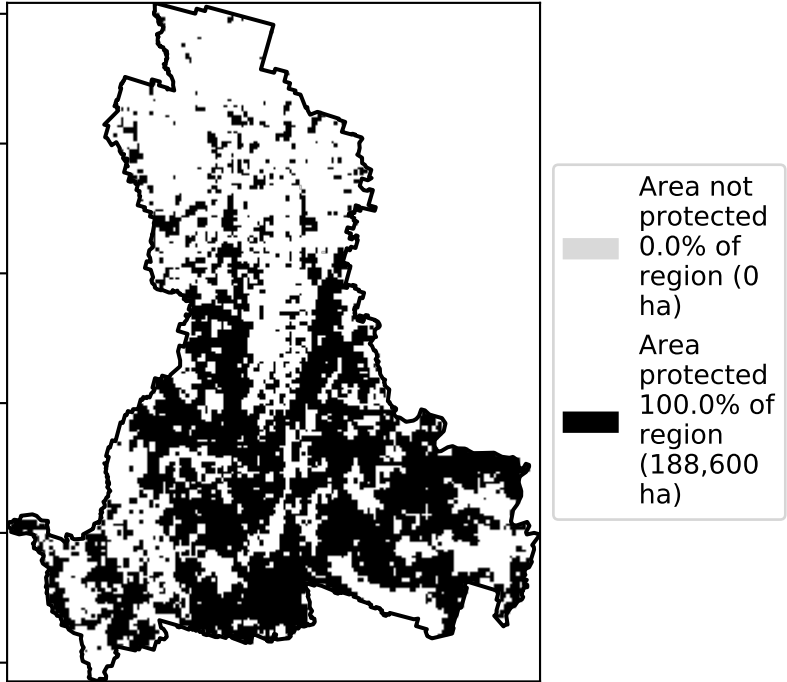 Area not
protected
0.0% of
region (0
ha)
Area
protected
100.0% of
region
(188,600
ha)